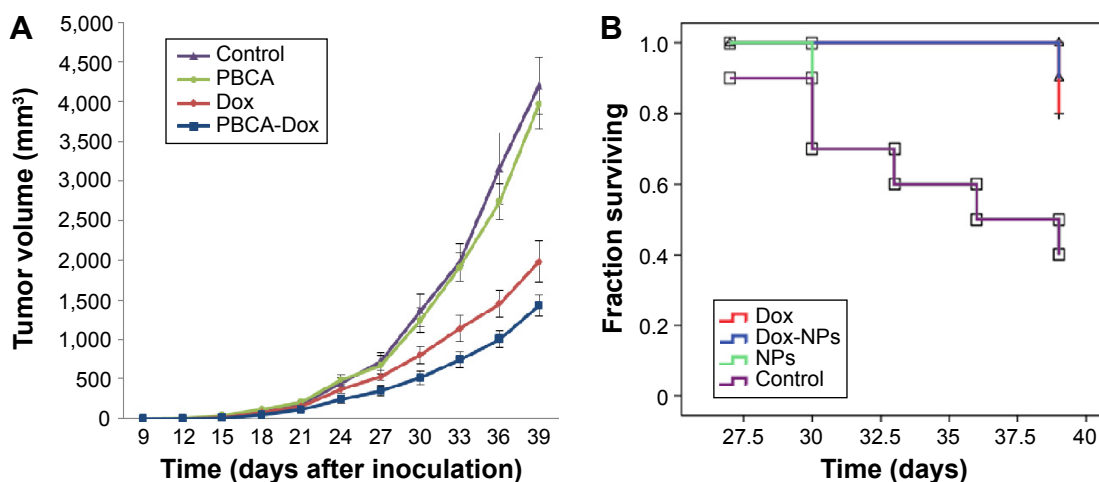 A
Tumor volume (mm³)
5,000
4,500
4,000
3,500
3,000
2,500
2,000
1,500
1,000
500
0
Control
PBCA
Dox
PBCA-Dox
9 12 15 18 21 24 27 30 33 36 39
Time (days after inoculation)
B
Fraction surviving
1.0
0.8
0.6
0.4
0.2
0
Dox
Dox-NPs
NPs
Control
27.5 30 32.5 35 37.5 40
Time (days)